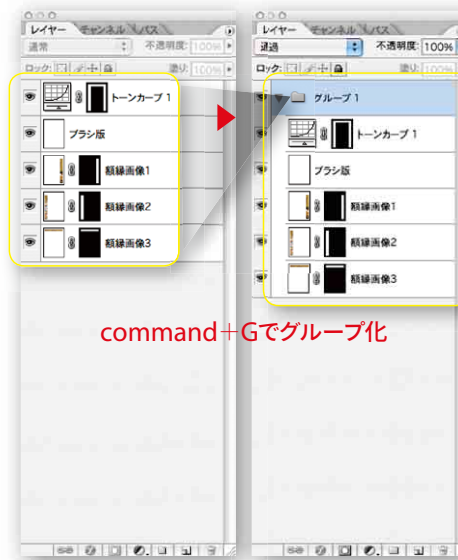 レイヤー チャンネル パス
通常 不透明度: 100%
ロック: 塗り: 100%
トーンカーブ 1
ブラシ版
額縁画像1
額縁画像2
額縁画像3
レイヤー チャンネル パス
通過 不透明度: 100%
ロック: 塗り: 100%
グループ 1
トーンカーブ 1
ブラシ版
額縁画像1
額縁画像2
額縁画像3
command+Gでグループ化